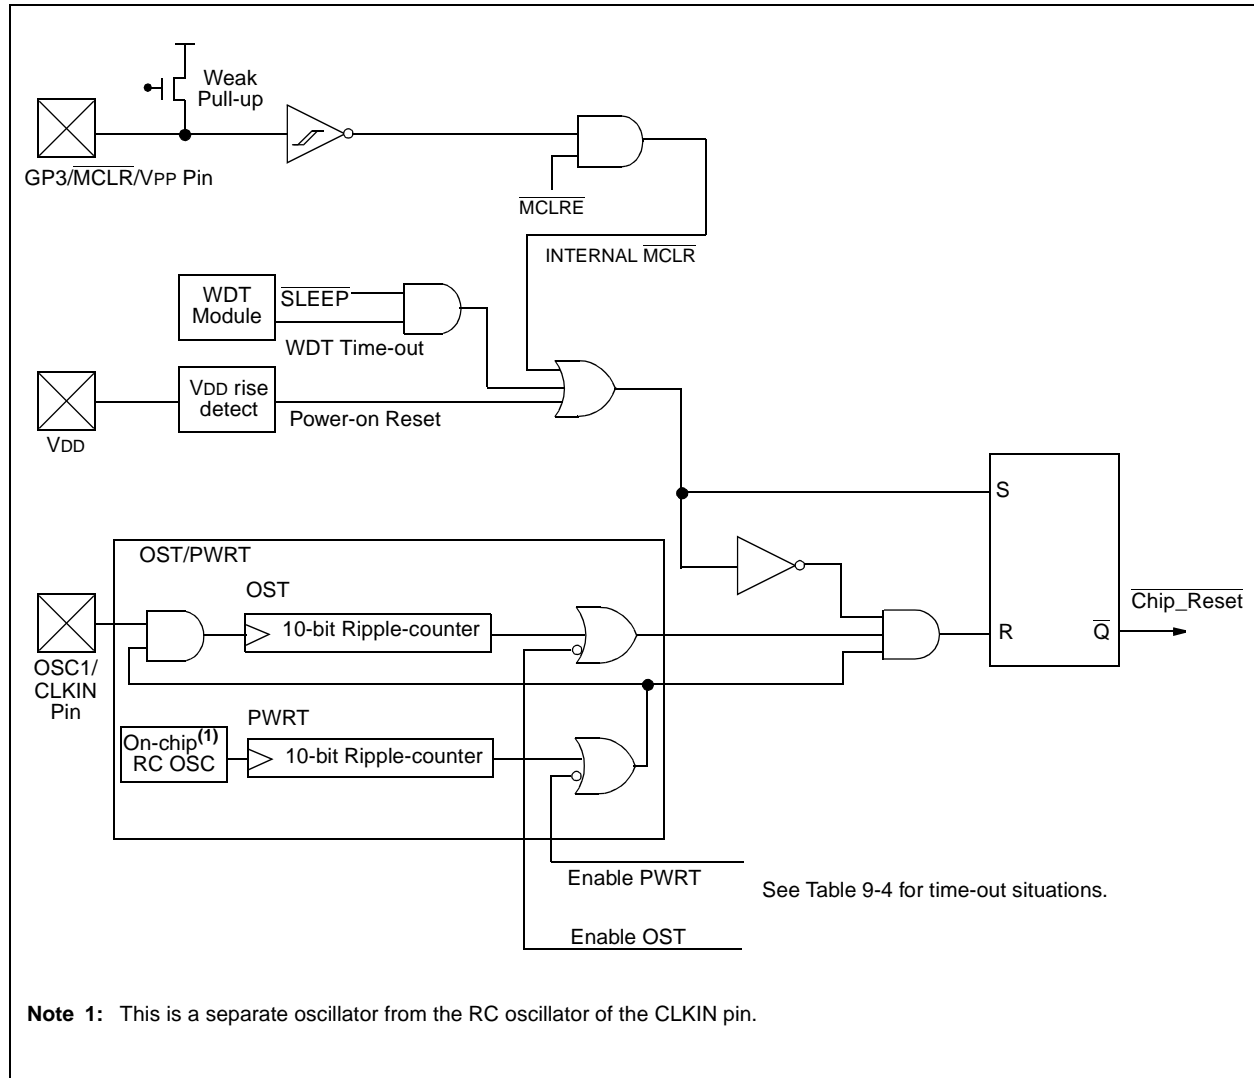 Weak
Pull-up
GP3/MCLR/VPP Pin
MCLRE
INTERNAL MCLR
WDT
Module
SLEEP
WDT Time-out
VDD rise
detect
Power-on Reset
VDD
S
OST/PWRT
OST
10-bit Ripple-counter
Chip_Reset
R
Q
OSC1/
CLKIN
Pin
PWRT
On-chip(1)
RC OSC
10-bit Ripple-counter
Enable PWRT
See Table 9-4 for time-out situations.
Enable OST
Note 1: This is a separate oscillator from the RC oscillator of the CLKIN pin.